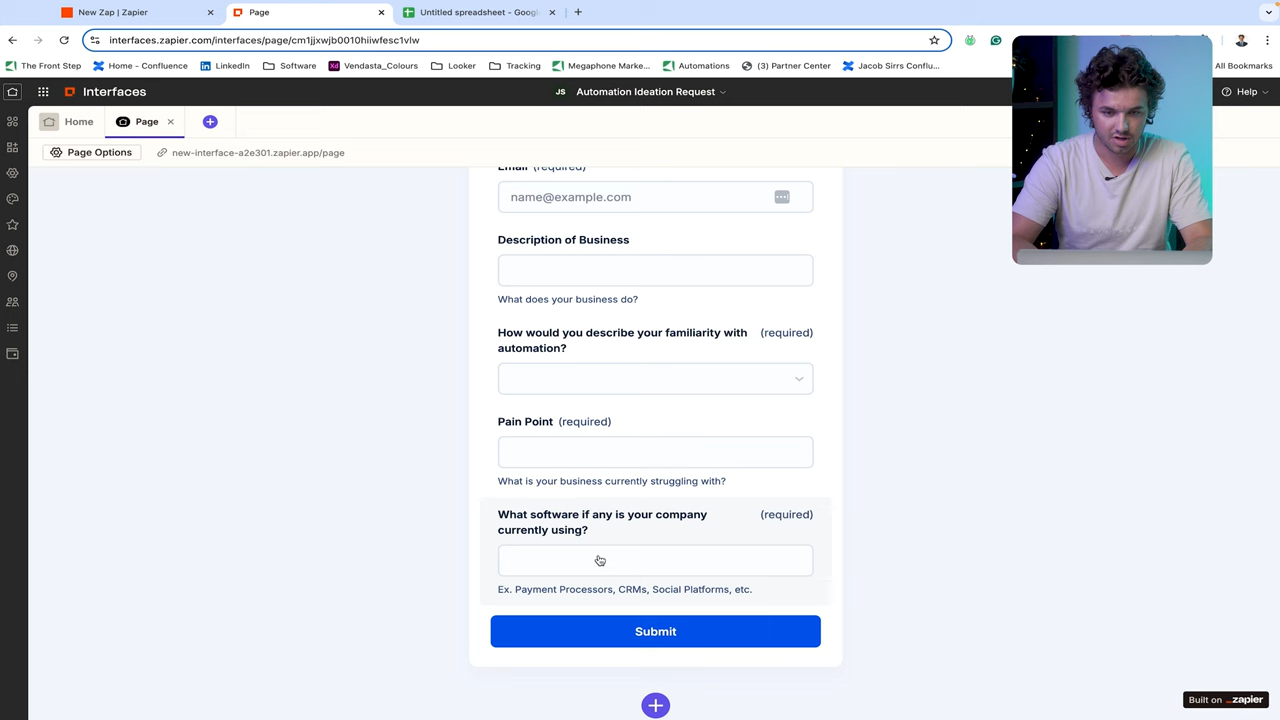 New Zap | Zapier
Page
Untitled spreadsheet - Goog
interfaces.zapier.com/interfaces/page/cm1jjxwjb0010hiiwfesc1vlw
The Front Step
Home - Confluence
LinkedIn
Software
Xd Vendasta_Colours
Looker
Tracking
Megaphone Marke...
Automations
(3) Partner Center
Jacob Sirrs Conflu...
All Bookmarks
Interfaces
JS Automation Ideation Request
Help
Home
Page
Page Options
new-interface-a2e301.zapier.app/page
Email (required)
name@example.com
Description of Business
What does your business do?
How would you describe your familiarity with (required)
automation?
Pain Point (required)
What is your business currently struggling with?
What software if any is your company (required)
currently using?
Ex. Payment Processors, CRMs, Social Platforms, etc.
Submit
Built on _zapier